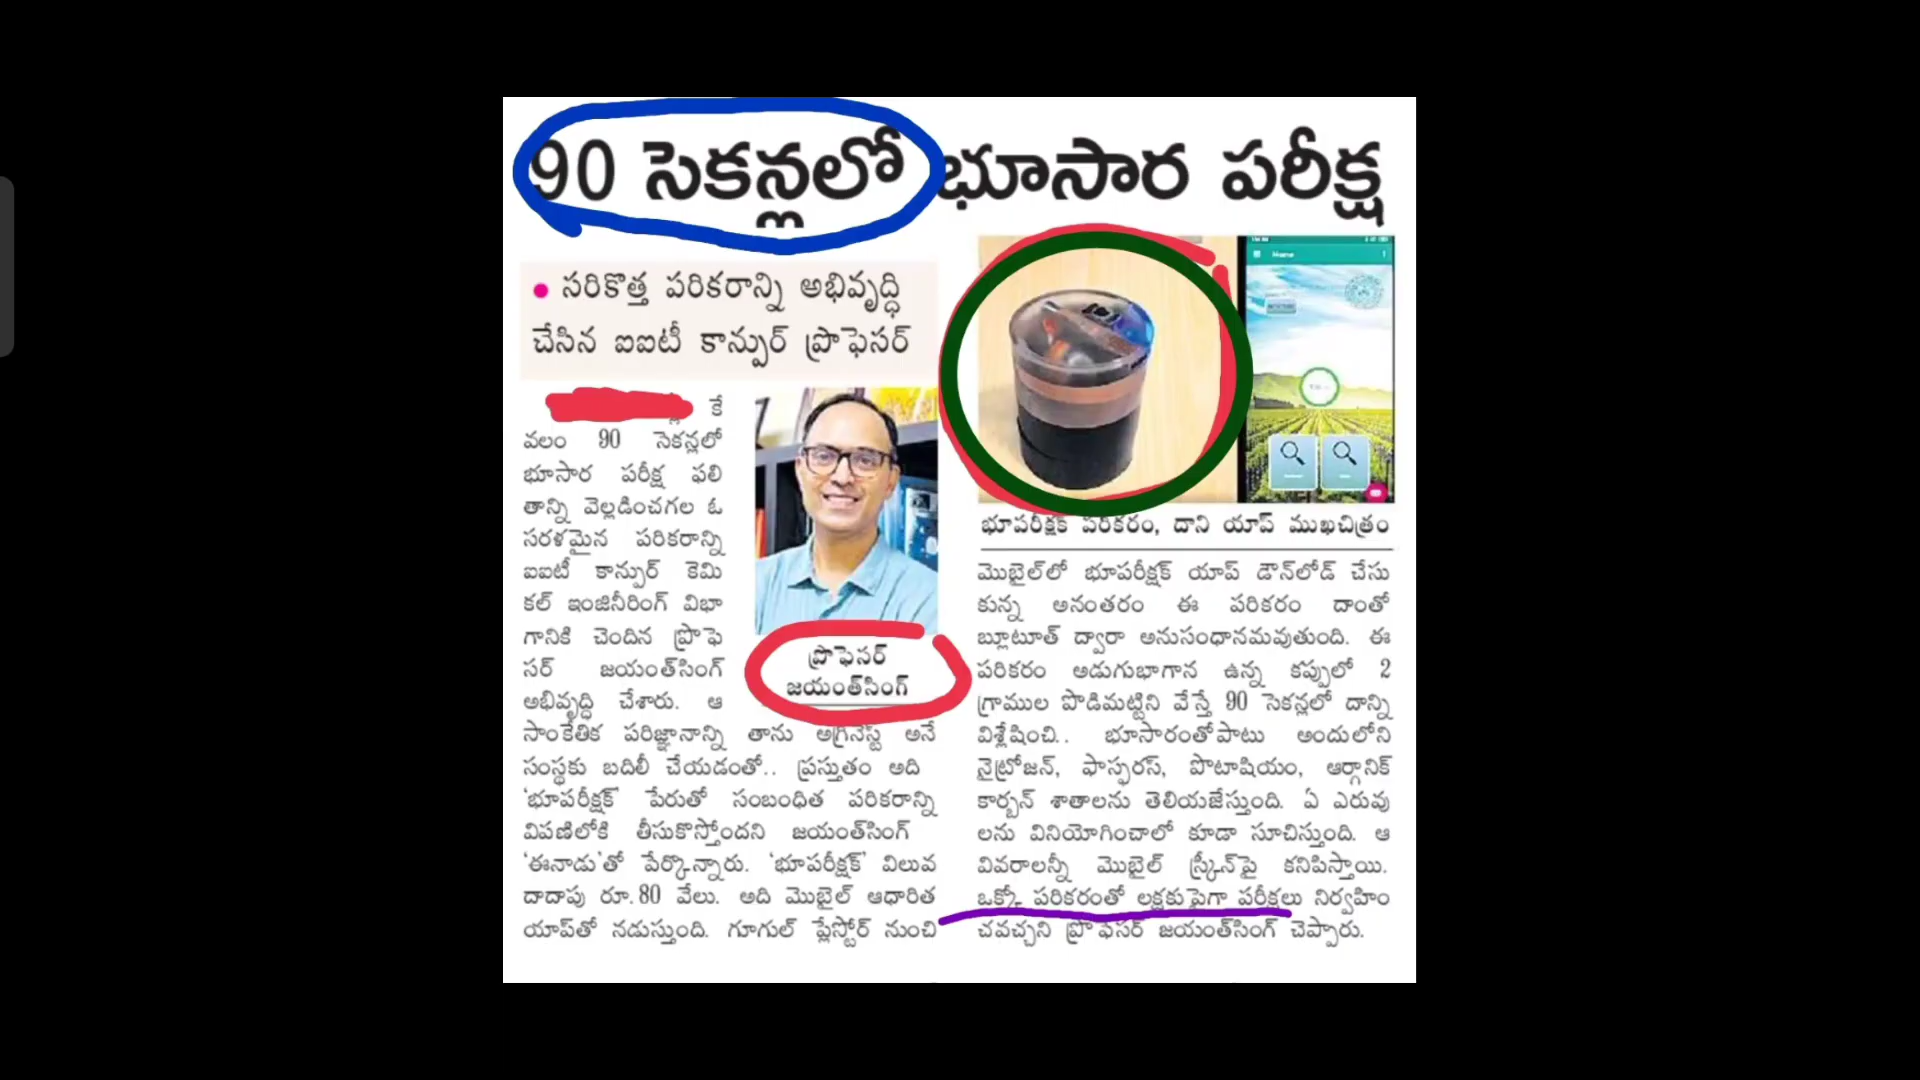 90 సెకన్లలో భూసార పరీక్ష
• సరికొత్త పరికరాన్ని అభివృద్ధి
చేసిన ఐఐటీ కాన్పుర్ ప్రొఫెసర్
కే
వలం 90 సెకన్లలో
భూసార పరీక్ష ఫలి
తాన్ని వెల్లడించగల ఓ
సరళమైన పరికరాన్ని
ఐఐటీ కాన్పుర్ కెమి
కల్ ఇంజినీరింగ్ విభా
గానికి చెందిన ప్రొఫె
సర్ జయంత్‌సింగ్
అభివృద్ధి చేశారు. ఆ
సాంకేతిక పరిజ్ఞానాన్ని తాను అగ్రినెస్ట్ అనే
సంస్థకు బదిలీ చేయడంతో.. ప్రస్తుతం అది
'భూపరీక్షక్' పేరుతో సంబంధిత పరికరాన్ని
విపణిలోకి తీసుకొస్తోందని జయంత్‌సింగ్
'ఈనాడు'తో పేర్కొన్నారు. 'భూపరీక్షక్' విలువ
దాదాపు రూ.80 వేలు. అది మొబైల్ ఆధారిత
యాప్‌తో నడుస్తుంది. గూగుల్ ప్లేస్టోర్ నుంచి
ప్రొఫెసర్
జయంత్‌సింగ్
Home
భూపరీక్షక్ పరికరం, దాని యాప్ ముఖచిత్రం
మొబైల్‌లో భూపరీక్షక్ యాప్ డౌన్‌లోడ్ చేసు
కున్న అనంతరం ఈ పరికరం దాంతో
బ్లూటూత్ ద్వారా అనుసంధానమవుతుంది. ఈ
పరికరం అడుగుభాగాన ఉన్న కప్పులో 2
గ్రాముల పొడిమట్టిని వేస్తే 90 సెకన్లలో దాన్ని
విశ్లేషించి.. భూసారంతోపాటు అందులోని
నైట్రోజన్, ఫాస్ఫరస్, పొటాషియం, ఆర్గానిక్
కార్బన్ శాతాలను తెలియజేస్తుంది. ఏ ఎరువు
లను వినియోగించాలో కూడా సూచిస్తుంది. ఆ
వివరాలన్నీ మొబైల్ స్క్రీన్‌పై కనిపిస్తాయి.
ఒక్కో పరికరంతో లక్షకుపైగా పరీక్షలు నిర్వహిం
చవచ్చని ప్రొఫెసర్ జయంత్‌సింగ్ చెప్పారు.